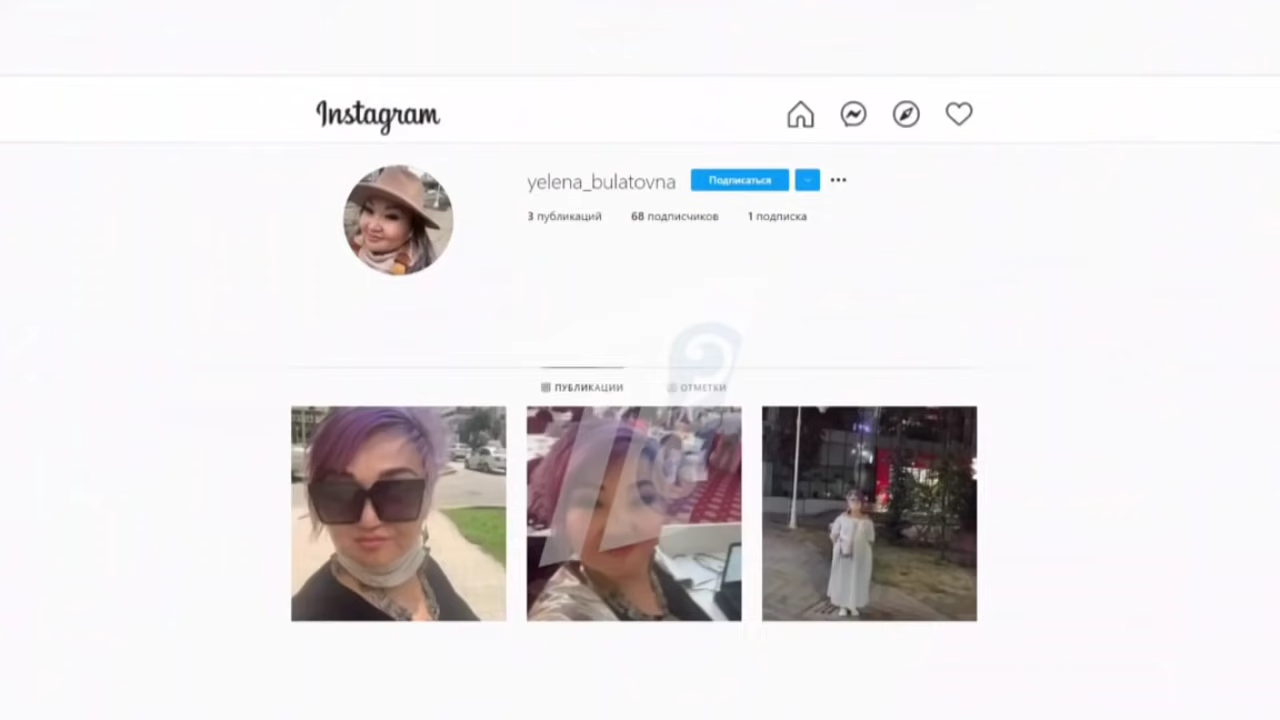 Instagram
yelena_bulatovna Подписаться
3 публикаций 68 подписчиков 1 подписка
ПУБЛИКАЦИИ ОТМЕТКИ